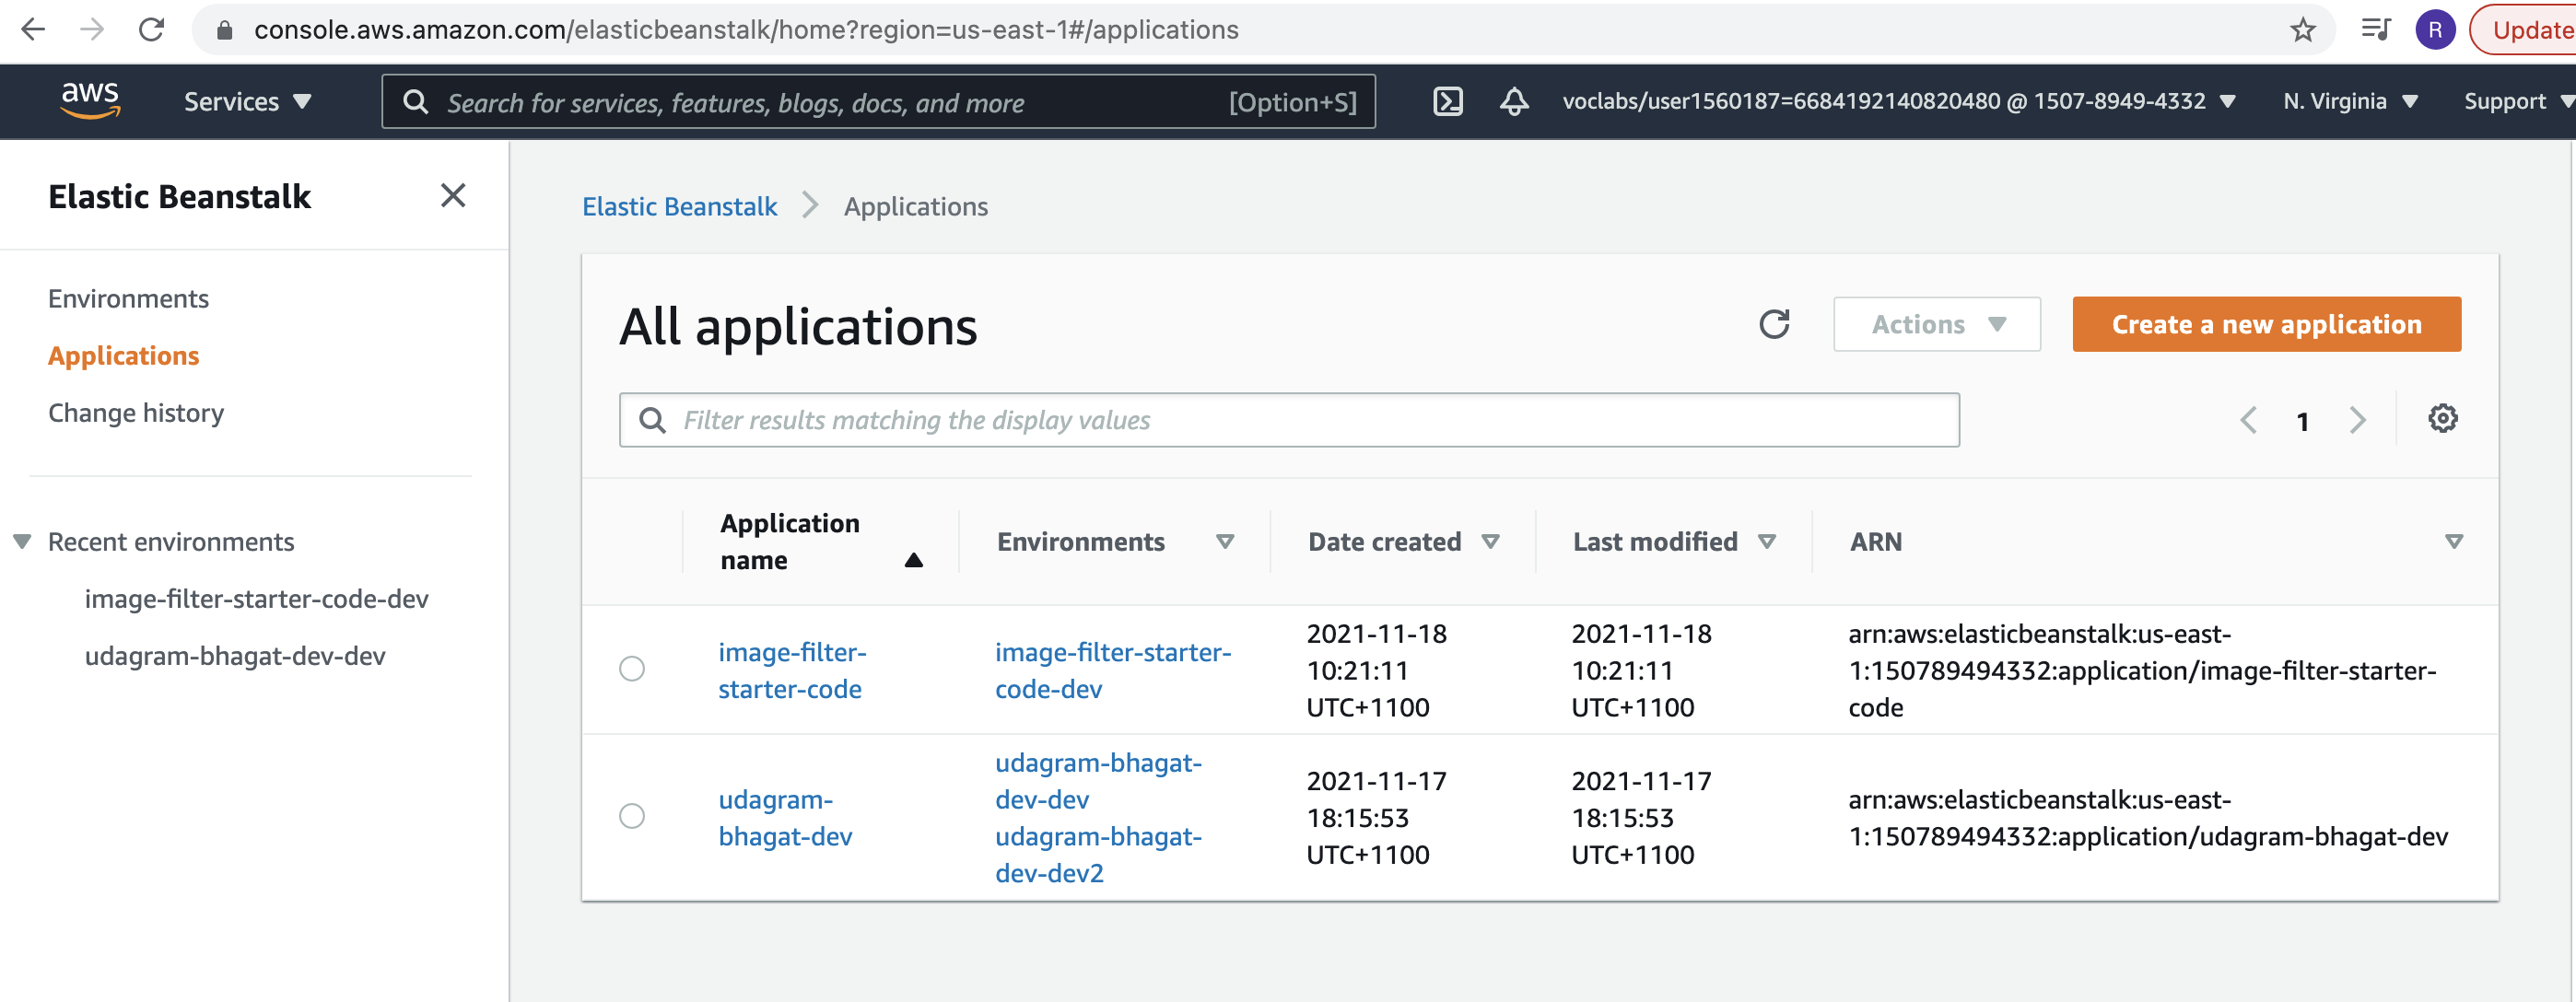 console.aws.amazon.com/elasticbeanstalk/home?region=us-east-1#/applications
R
Update
aws
Services
Search for services, features, blogs, docs, and more
[Option+S]
voclabs/user1560187=6684192140820480 @ 1507-8949-4332
N. Virginia
Support
Elastic Beanstalk
Environments
Applications
Change history
Recent environments
image-filter-starter-code-dev
udagram-bhagat-dev-dev
Elastic Beanstalk
Applications
All applications
Actions
Create a new application
Filter results matching the display values
1
Application
name
Environments
Date created
Last modified
ARN
image-filter-
starter-code
image-filter-starter-
code-dev
2021-11-18
10:21:11
UTC+1100
2021-11-18
10:21:11
UTC+1100
arn:aws:elasticbeanstalk:us-east-
1:150789494332:application/image-filter-starter-
code
udagram-
bhagat-dev
udagram-bhagat-
dev-dev
udagram-bhagat-
dev-dev2
2021-11-17
18:15:53
UTC+1100
2021-11-17
18:15:53
UTC+1100
arn:aws:elasticbeanstalk:us-east-
1:150789494332:application/udagram-bhagat-dev